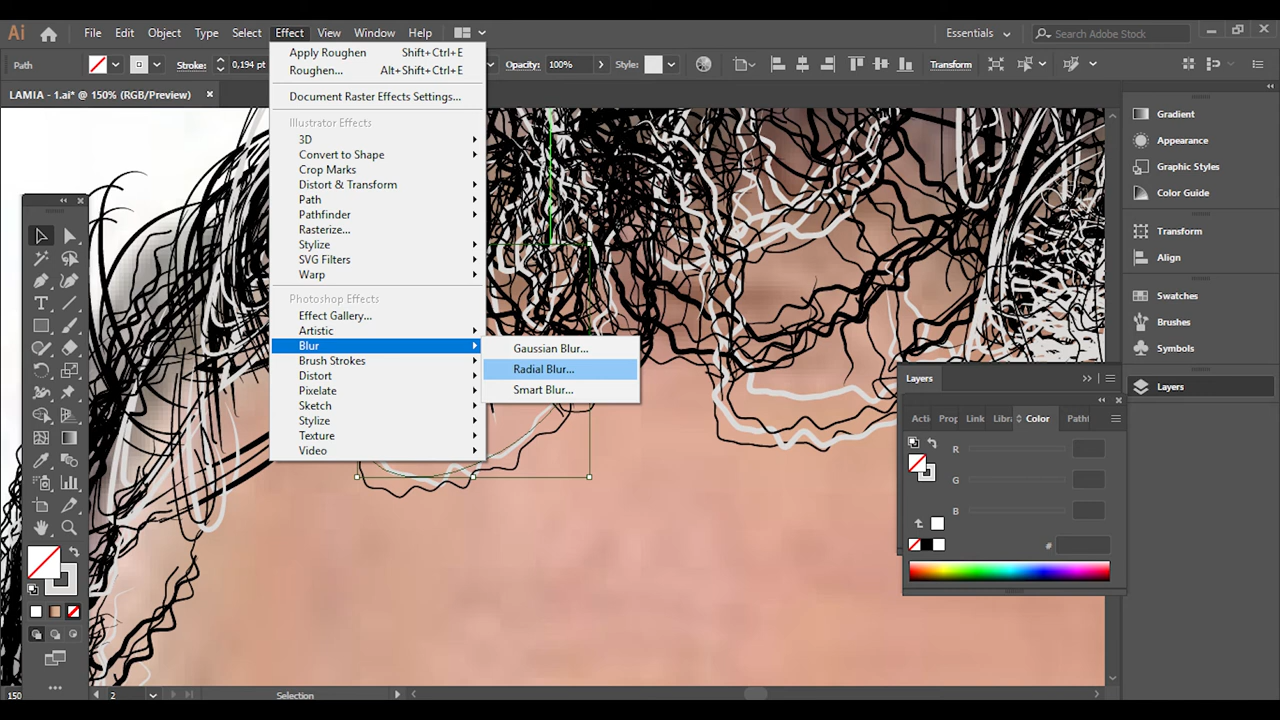 Ai File Edit Object Type Select Effect View Window Help Essentials Search Adobe Stock
Path Stroke: 0,194 pt Opacity: 100% Style: Transform
LAMIA - 1.ai* @ 150% (RGB/Preview)
Apply Roughen Shift+Ctrl+E
Roughen... Alt+Shift+Ctrl+E
Document Raster Effects Settings...
Illustrator Effects
3D
Convert to Shape
Crop Marks
Distort & Transform
Path
Pathfinder
Rasterize...
Stylize
SVG Filters
Warp
Photoshop Effects
Effect Gallery...
Artistic
Blur
Brush Strokes
Distort
Pixelate
Sketch
Stylize
Texture
Video
Gaussian Blur...
Radial Blur...
Smart Blur...
Gradient
Appearance
Graphic Styles
Color Guide
Transform
Align
Swatches
Brushes
Symbols
Layers
Layers
Acti Prop Link Libra Color Pathf
R
G
B
#
150 2 Selection